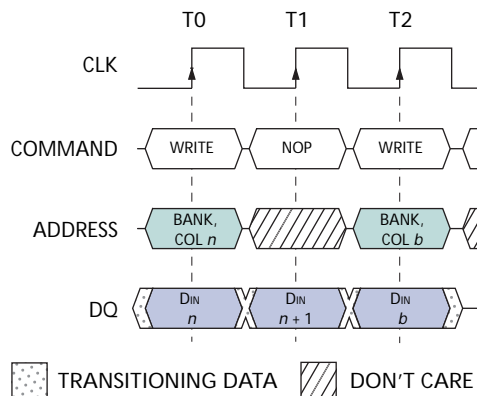 T0 T1 T2
CLK
COMMAND WRITE NOP WRITE
ADDRESS BANK, COL n BANK, COL b
DQ DIN n DIN n + 1 DIN b
TRANSITIONING DATA DON'T CARE